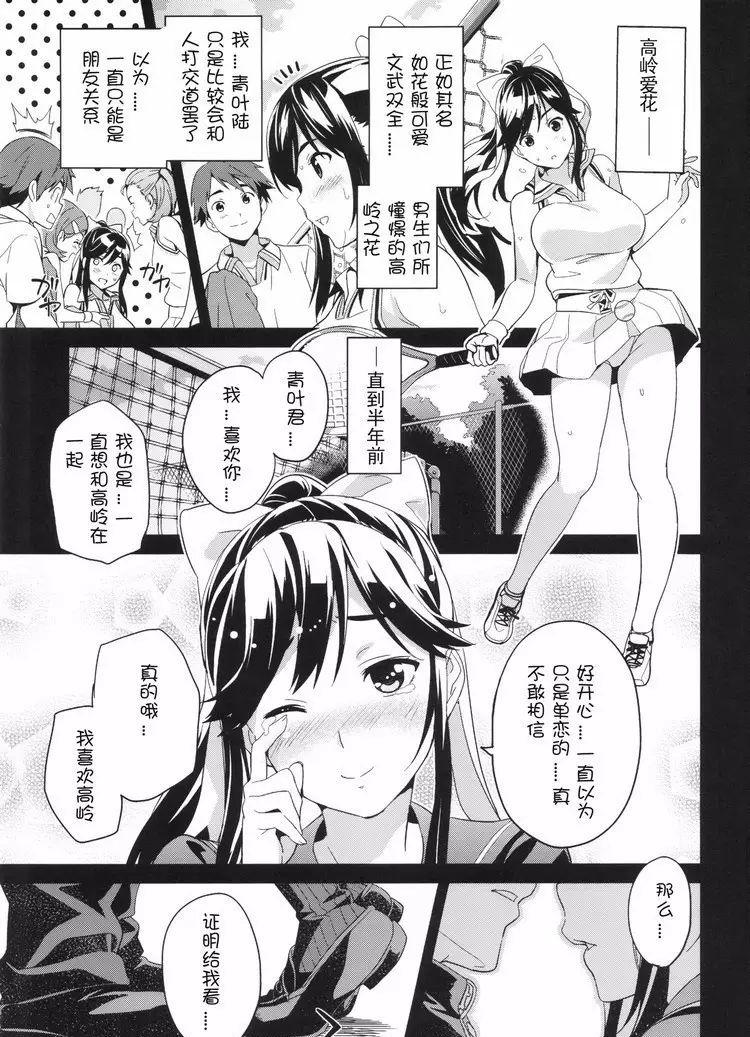 高岭爱花
——
正如其名
如花般可爱
文武双全
……
男生们所
憧憬的高
岭之花
我…青叶陆
只是比较会和
人打交道罢了
以为……
一直只能是
朋友关系
ガヤ
ガヤ
—直到半年前
青叶君…
我…喜欢你…
我也是…一
直想和高岭在
一起
好开心…一直以为
只是单恋的……真
不敢相信
真的哦…
我喜欢高岭
那么…
证明给我看…